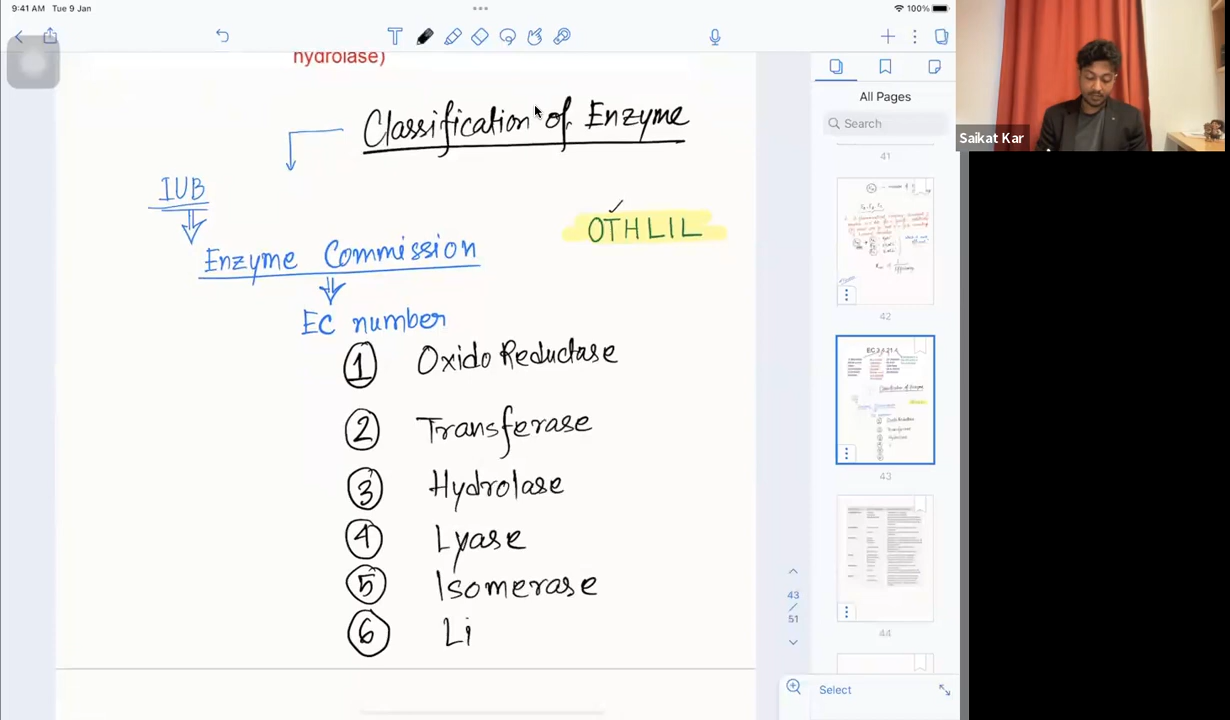 9:41 AM Tue 9 Jan
100%
hydrolase)
Classification of Enzyme
IUB
OTHLIL
Enzyme Commission
EC number
1 Oxido Reductase
2 Transferase
3 Hydrolase
4 Lyase
5 Isomerase
6 Li
All Pages
Search
41
42
43
44
43
/
51
Select
Saikat Kar